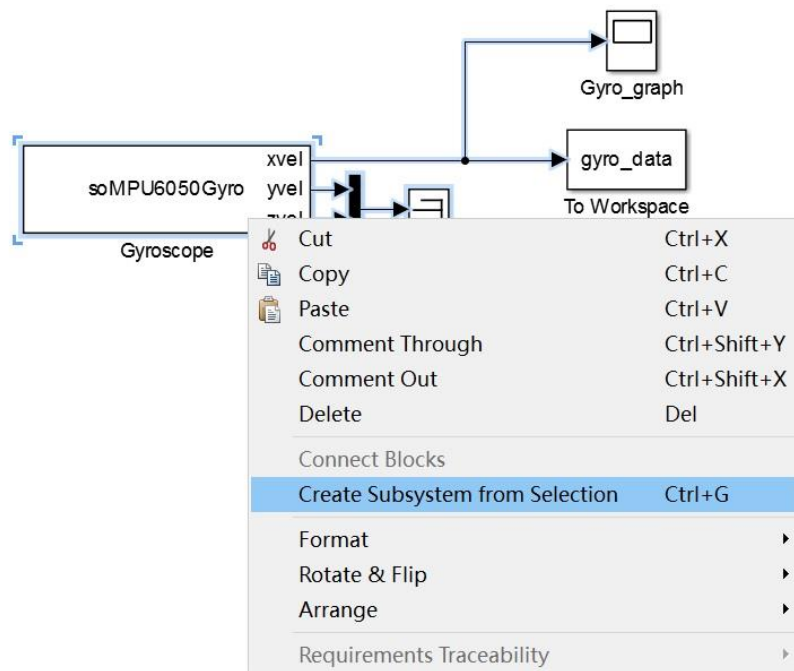 Gyro_graph
xvel
soMPU6050Gyro yvel
gyro_data
To Workspace
Gyroscope
Cut Ctrl+X
Copy Ctrl+C
Paste Ctrl+V
Comment Through Ctrl+Shift+Y
Comment Out Ctrl+Shift+X
Delete Del
Connect Blocks
Create Subsystem from Selection Ctrl+G
Format
Rotate & Flip
Arrange
Requirements Traceability